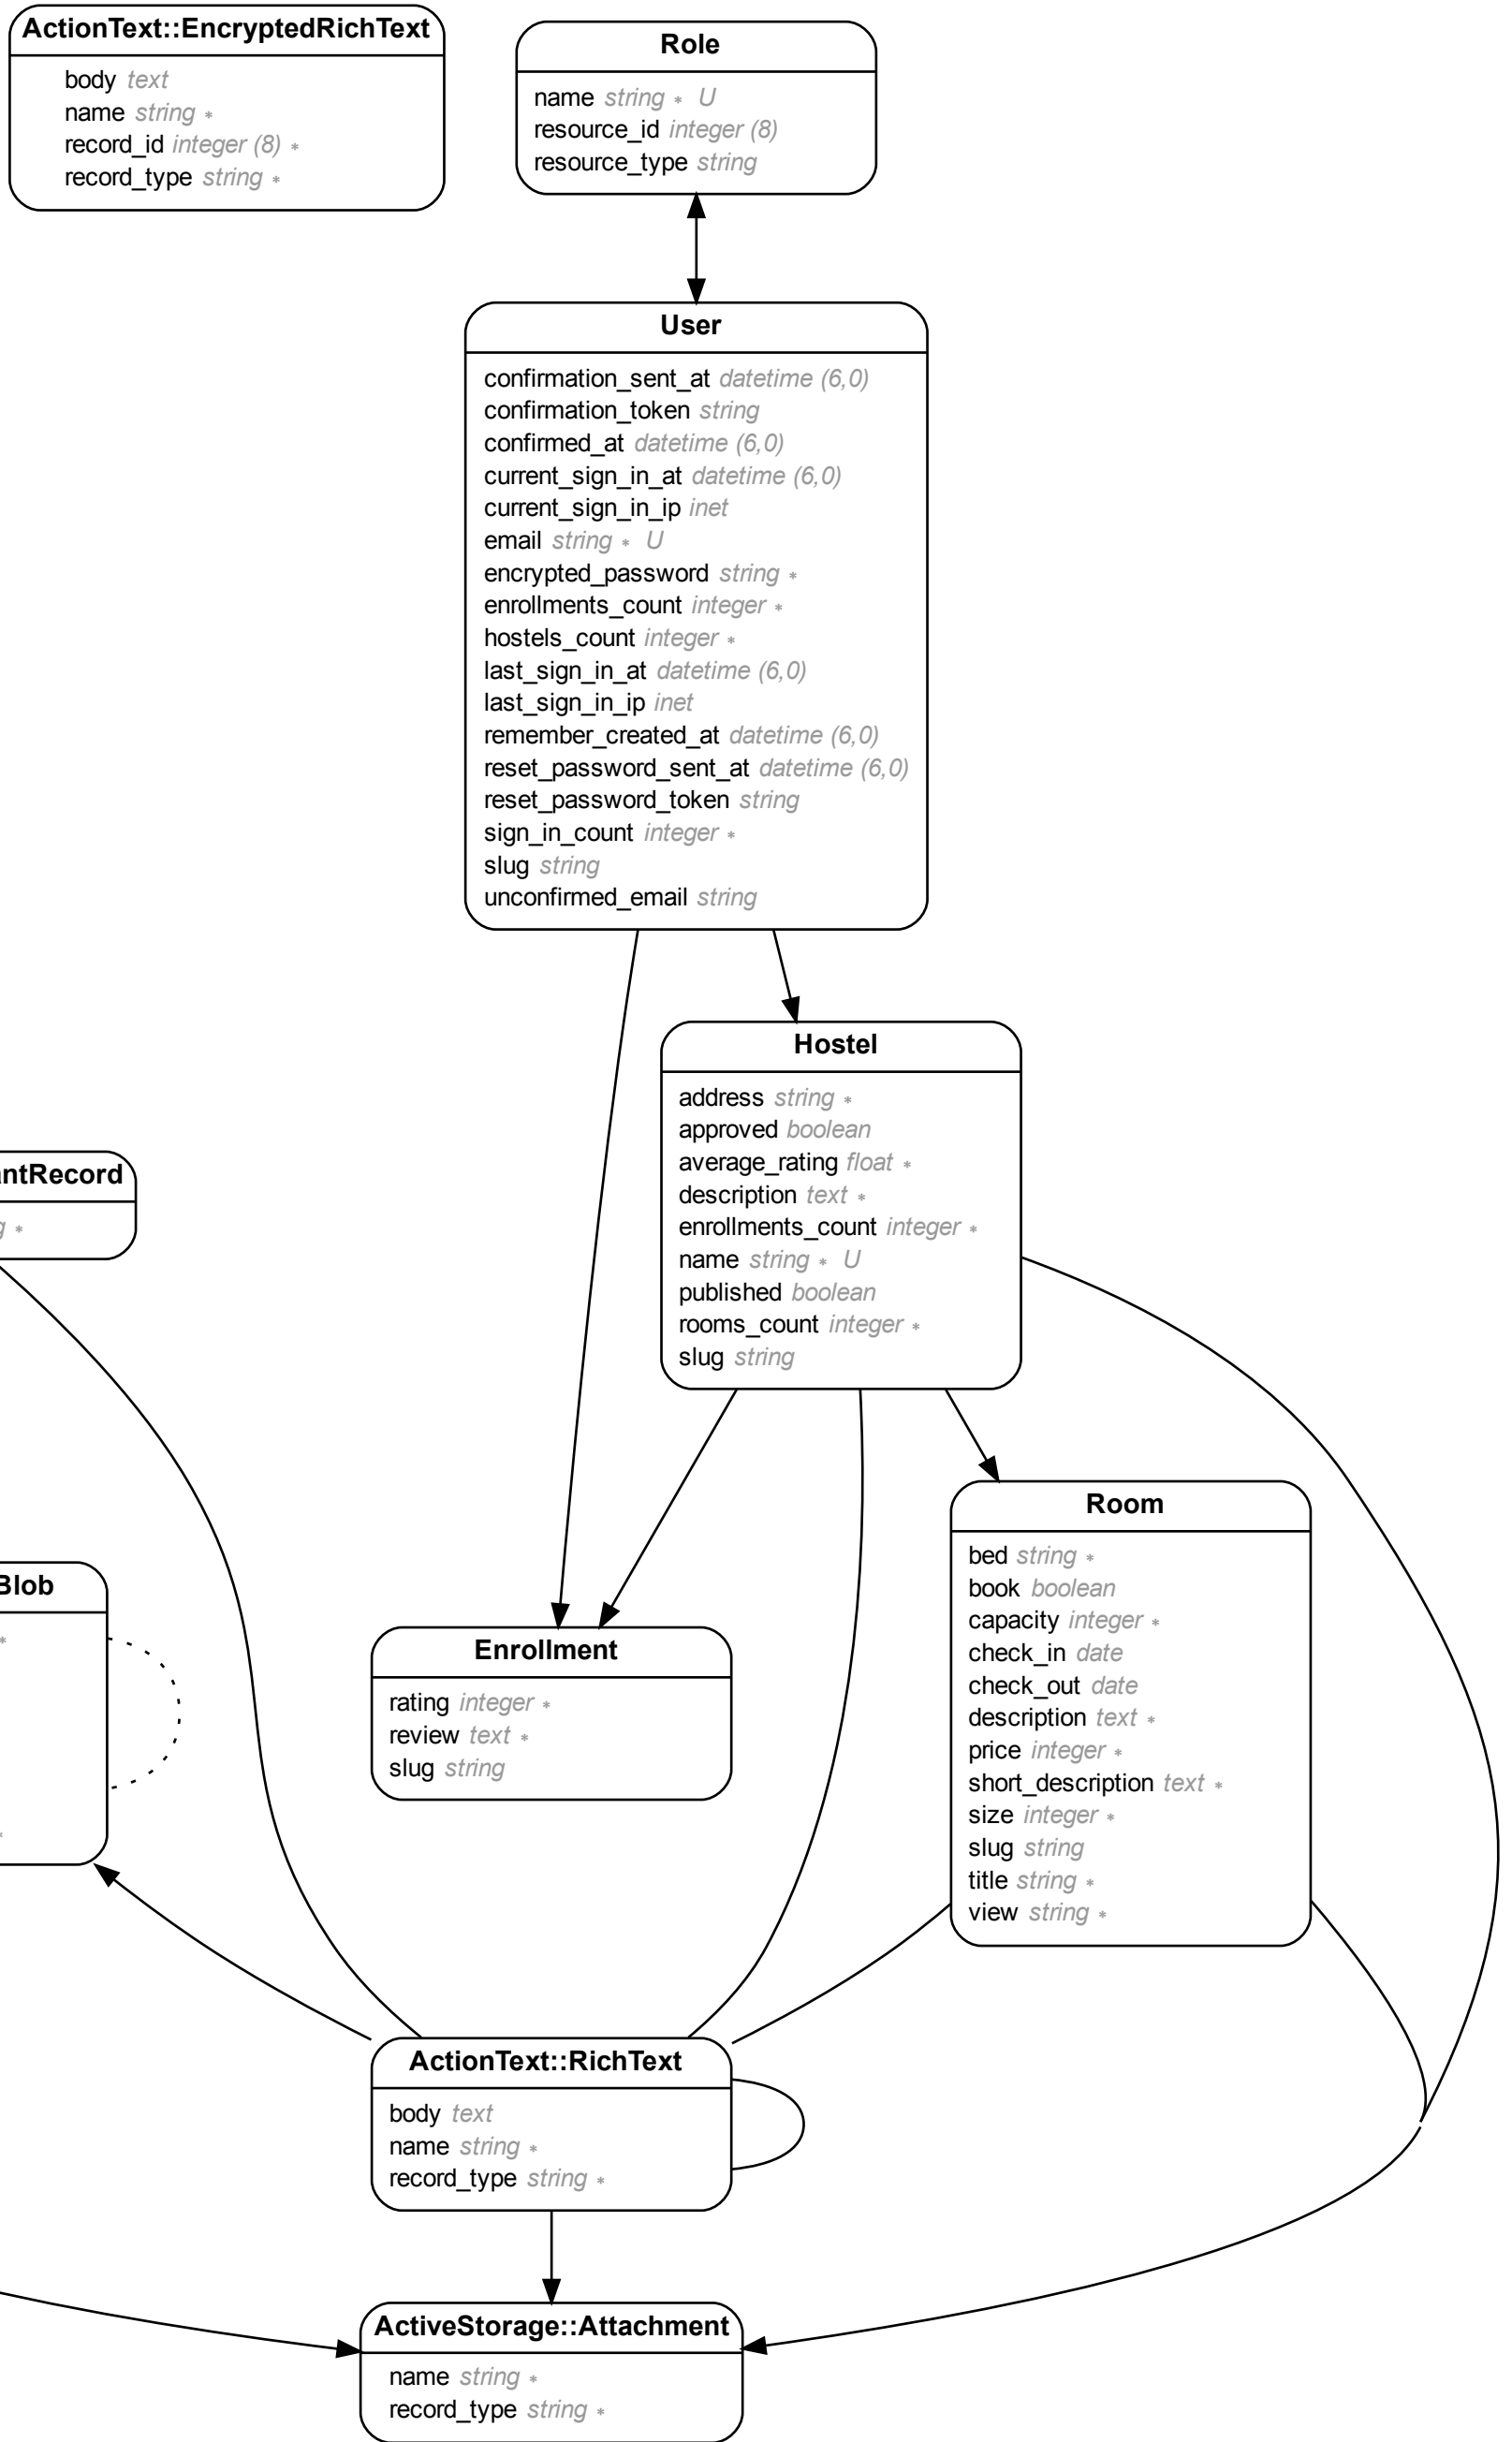 ActionText::EncryptedRichText
body text
name string *
record_id integer (8) *
record_type string *
Role
name string * U
resource_id integer (8)
resource_type string
User
confirmation_sent_at datetime (6,0)
confirmation_token string
confirmed_at datetime (6,0)
current_sign_in_at datetime (6,0)
current_sign_in_ip inet
email string * U
encrypted_password string *
enrollments_count integer *
hostels_count integer *
last_sign_in_at datetime (6,0)
last_sign_in_ip inet
remember_created_at datetime (6,0)
reset_password_sent_at datetime (6,0)
reset_password_token string
sign_in_count integer *
slug string
unconfirmed_email string
Hostel
address string *
approved boolean
average_rating float *
description text *
enrollments_count integer *
name string * U
published boolean
rooms_count integer *
slug string
antRecord
g *
Blob
*
*
Room
bed string *
book boolean
capacity integer *
check_in date
check_out date
description text *
price integer *
short_description text *
size integer *
slug string
title string *
view string *
Enrollment
rating integer *
review text *
slug string
ActionText::RichText
body text
name string *
record_type string *
ActiveStorage::Attachment
name string *
record_type string *